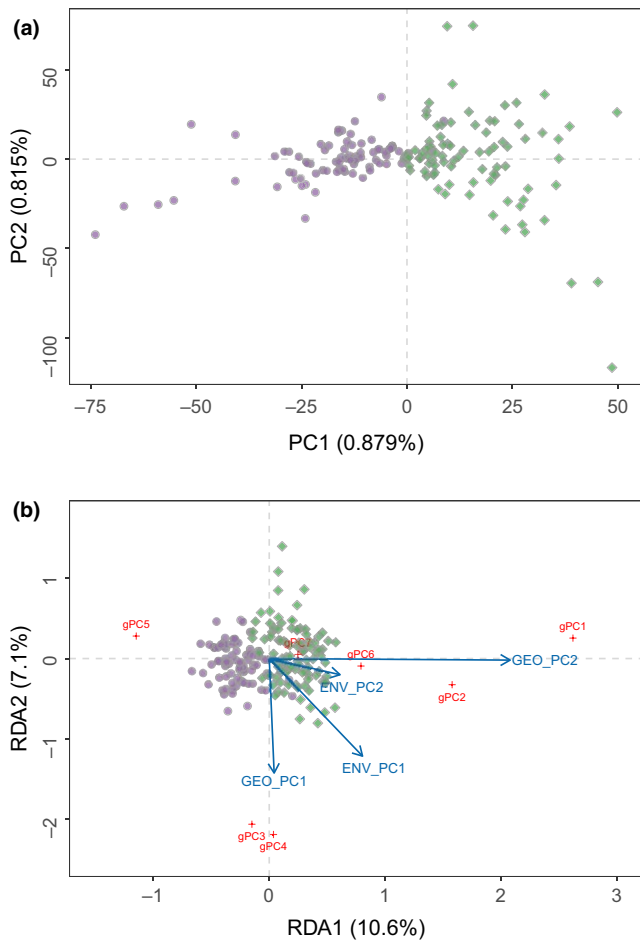 (a)
PC2 (0.815%)
50
0
−50
−100
−75
−50
−25
0
25
50
PC1 (0.879%)
(b)
RDA2 (7.1%)
1
0
−1
−2
gPC5
gPC1
gPC6
GEO_PC2
ENV_PC2
gPC2
ENV_PC1
GEO_PC1
gPC3
gPC4
−1
0
1
2
3
RDA1 (10.6%)